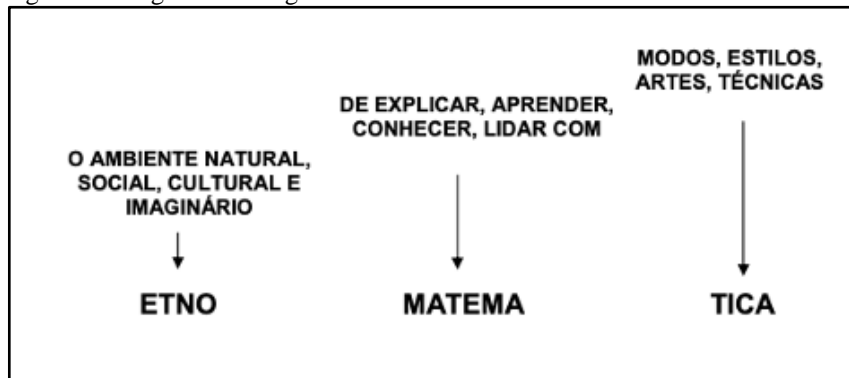 MODOS, ESTILOS,
ARTES, TÉCNICAS
DE EXPLICAR, APRENDER,
CONHECER, LIDAR COM
O AMBIENTE NATURAL,
SOCIAL, CULTURAL E
IMAGINÁRIO
ETNO
MATEMA
TICA